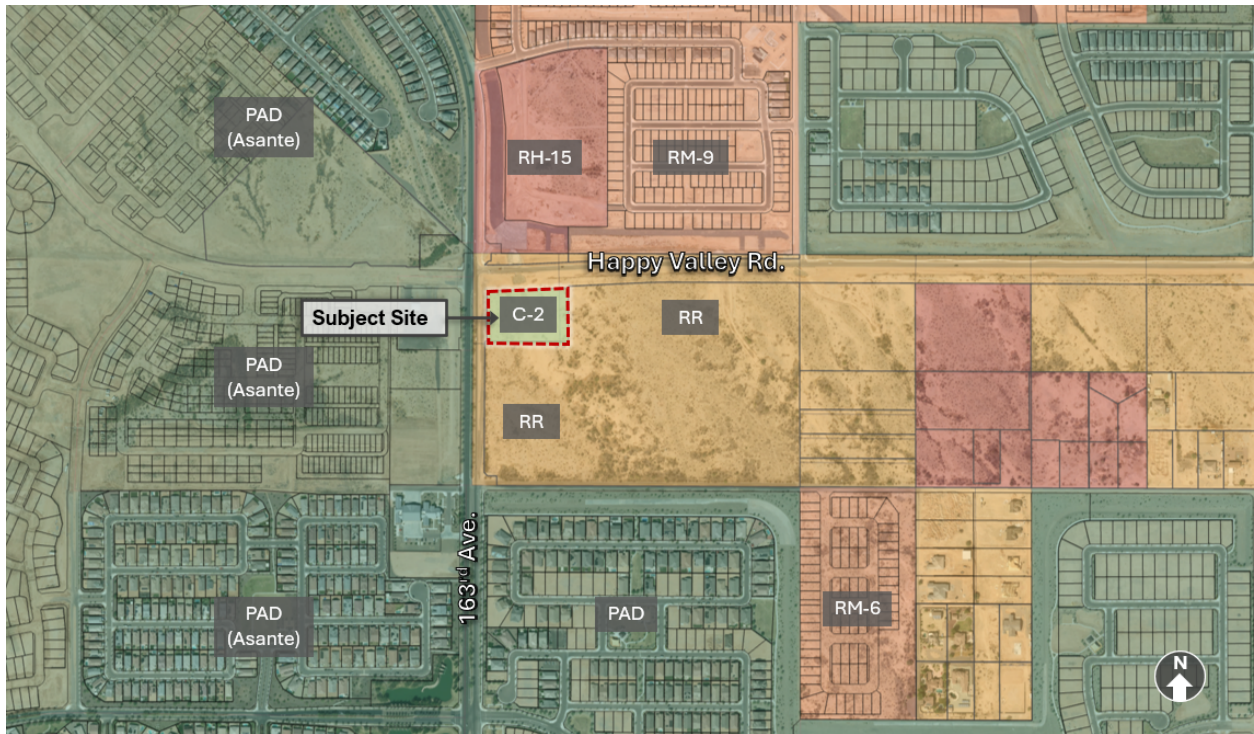 PAD
(Asante)
RH-15
RM-9
Happy Valley Rd.
Subject Site
C-2
RR
PAD
(Asante)
RR
163rd Ave.
PAD
(Asante)
PAD
RM-6
N